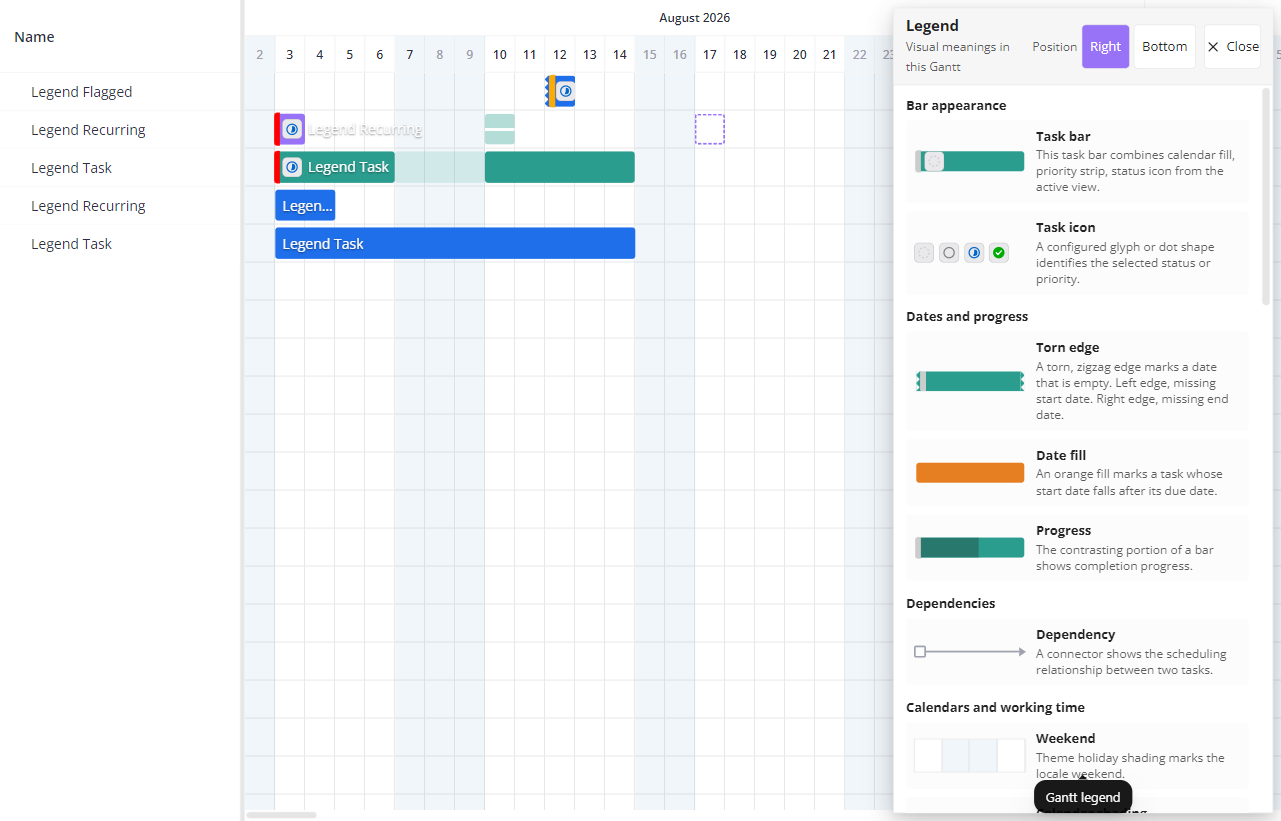 Name
August 2026
2 3 4 5 6 7 8 9 10 11 12 13 14 15 16 17 18 19 20 21 22
Legend Flagged
Legend Recurring
Legend Recurring
Legend Task
Legend Task
Legend Recurring
Legen...
Legend Task
Legend Task
Legend
Visual meanings in
this Gantt
Position
Right
Bottom
Close
Bar appearance
Task bar
This task bar combines calendar fill,
priority strip, status icon from the
active view.
Task icon
A configured glyph or dot shape
identifies the selected status or
priority.
Dates and progress
Torn edge
A torn, zigzag edge marks a date
that is empty. Left edge, missing
start date. Right edge, missing end
date.
Date fill
An orange fill marks a task whose
start date falls after its due date.
Progress
The contrasting portion of a bar
shows completion progress.
Dependencies
Dependency
A connector shows the scheduling
relationship between two tasks.
Calendars and working time
Weekend
Theme holiday shading marks the
locale weekend.
Gantt legend